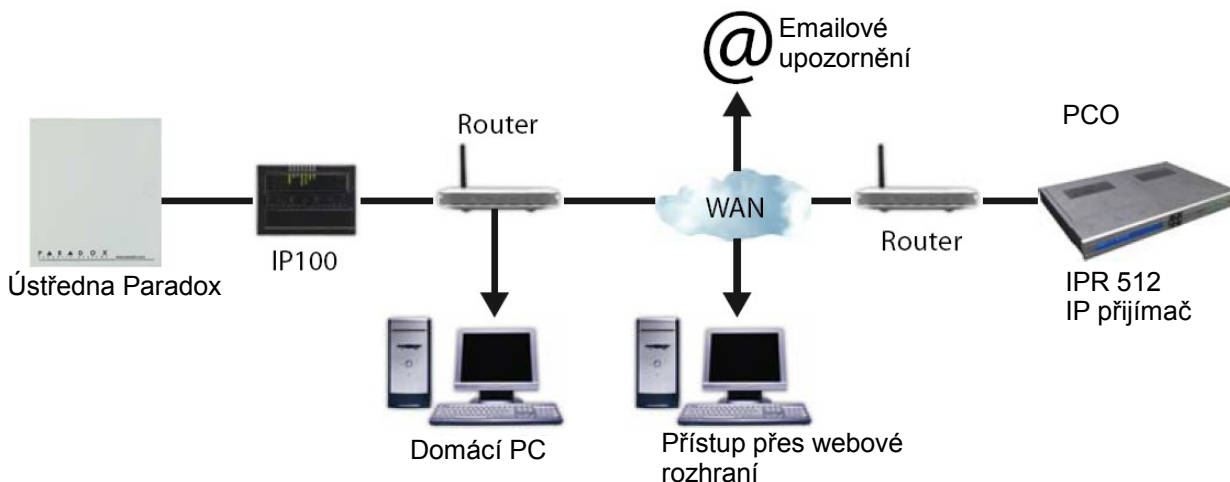 @ Emailové
upozornění
PCO
Router
WAN
Router
PARADOX
IP100
Ústředna Paradox
IPR 512
IP přijímač
Domácí PC
Přístup přes webové
rozhraní